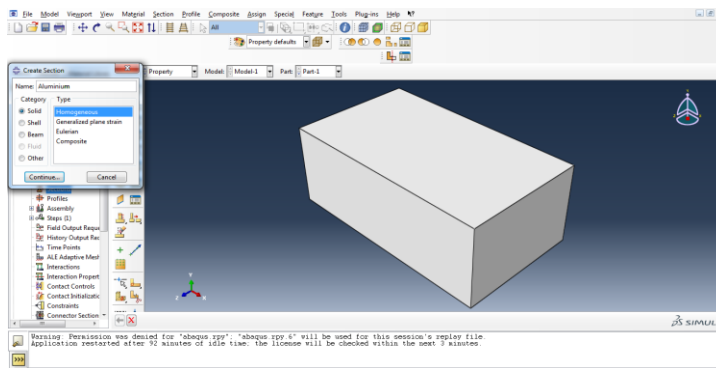 File Model Viewport View Material Section Profile Composite Assign Special Feature Tools Plug-ins Help
All
Property defaults
Create Section
Property Model: Model-1 Part: Part-1
Name: Aluminium
Category Type
Solid Homogeneous
Shell Generalized plane strain
Beam Eulerian
Fluid Composite
Other
Continue... Cancel
Profiles
Assembly
Steps (1)
Field Output Reque
History Output Rec
Time Points
ALE Adaptive Mesh
Interactions
Interaction Propert
Contact Controls
Contact Initializatio
Constraints
Connector Section
Y
Z X
SIMUL
Warning: Permission was denied for 'abaqus.rpy'; 'abaqus.rpy.6' will be used for this session's replay file.
Application restarted after 92 minutes of idle time; the license will be checked within the next 3 minutes.
>>>